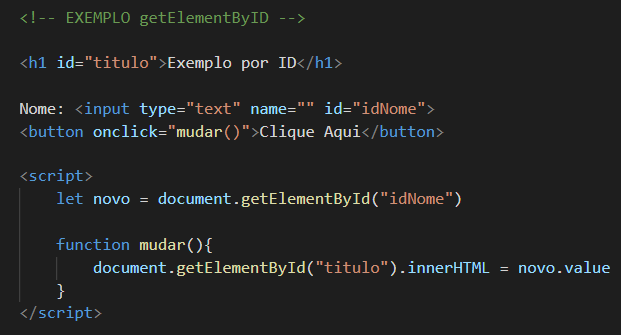 <!-- EXEMPLO getElementByID -->
<h1 id="titulo">Exemplo por ID</h1>
Nome: <input type="text" name="" id="idNome">
<button onclick="mudar()">Clique Aqui</button>
<script>
let novo = document.getElementById("idNome")
function mudar(){
document.getElementById("titulo").innerHTML = novo.value
}
</script>